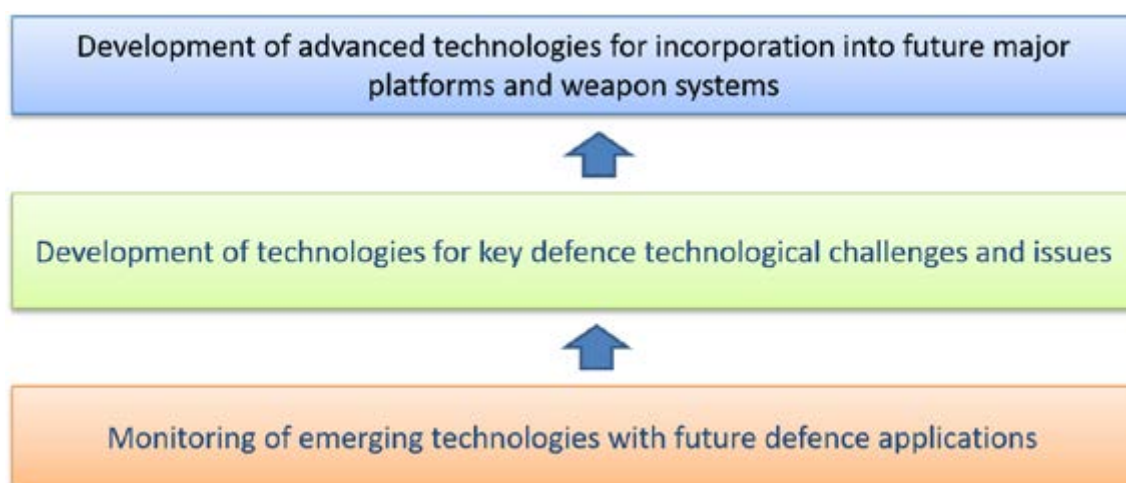 Development of advanced technologies for incorporation into future major
platforms and weapon systems
Development of technologies for key defence technological challenges and issues
Monitoring of emerging technologies with future defence applications